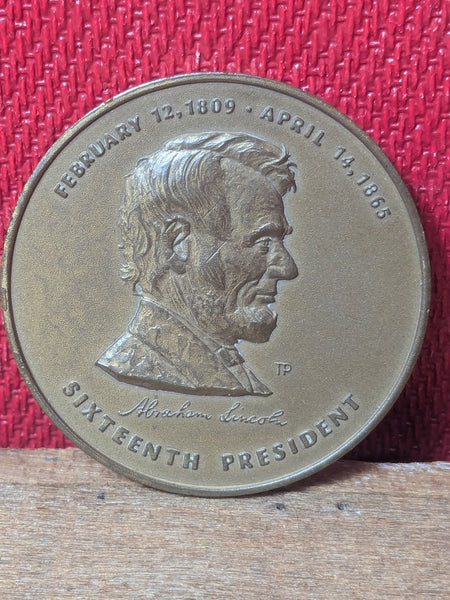 FEBRUARY 12, 1809 · APRIL 14, 1865
TP
Abraham Lincoln
SIXTEENTH PRESIDENT